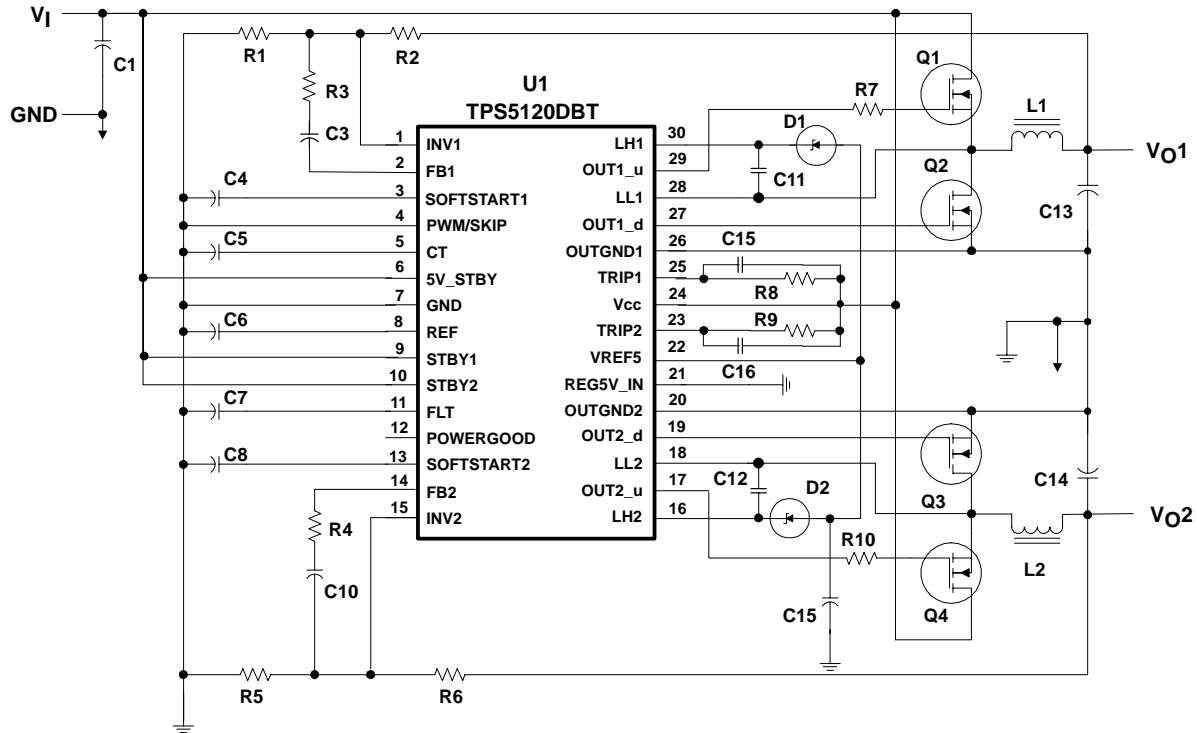 VI
C1
GND
R1
R2
R3
C3
U1
TPS5120DBT
1 INV1
2 FB1
3 SOFTSTART1
4 PWM/SKIP
5 CT
6 5V_STBY
7 GND
8 REF
9 STBY1
10 STBY2
11 FLT
12 POWERGOOD
13 SOFTSTART2
14 FB2
15 INV2
C4
C5
C6
C7
C8
R4
C10
R5
R6
LH1 30
OUT1_u 29
LL1 28
OUT1_d 27
OUTGND1 26
TRIP1 25
Vcc 24
TRIP2 23
VREF5 22
REG5V_IN 21
OUTGND2 20
OUT2_d 19
LL2 18
OUT2_u 17
LH2 16
D1
C11
R7
Q1
Q2
L1
VO1
C13
C15
R8
R9
C16
C12
D2
R10
C15
Q3
Q4
C14
L2
VO2